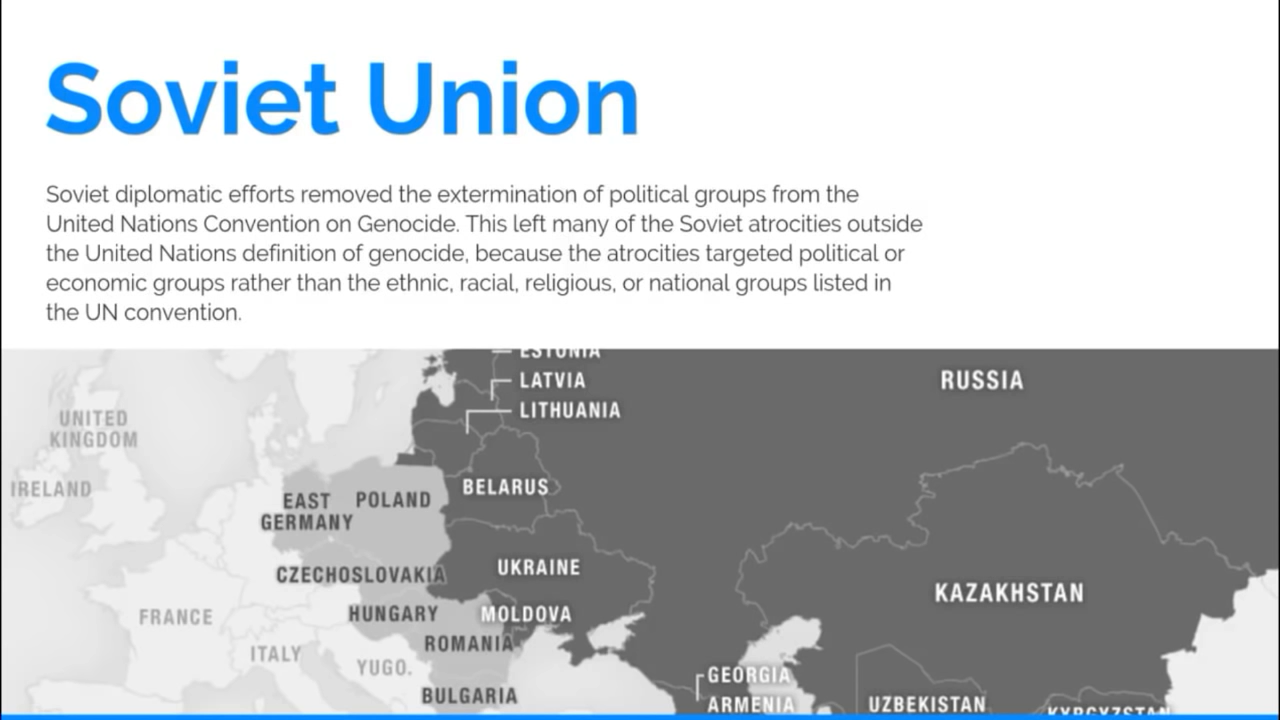 Soviet Union
Soviet diplomatic efforts removed the extermination of political groups from the
United Nations Convention on Genocide. This left many of the Soviet atrocities outside
the United Nations definition of genocide, because the atrocities targeted political or
economic groups rather than the ethnic, racial, religious, or national groups listed in
the UN convention.
ESTONIA
LATVIA
LITHUANIA
RUSSIA
UNITED
KINGDOM
IRELAND
BELARUS
EAST
GERMANY
POLAND
CZECHOSLOVAKIA
UKRAINE
KAZAKHSTAN
FRANCE
HUNGARY
MOLDOVA
ROMANIA
ITALY
YUGO.
BULGARIA
GEORGIA
ARMENIA
UZBEKISTAN
KYRGYZSTAN